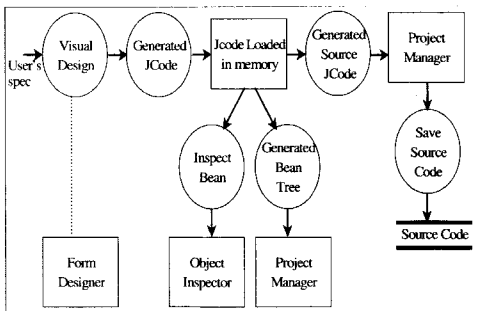 User's
spec
Visual
Design
Generated
JCode
Jcode Loaded
in memory
Generated
Source
JCode
Project
Manager
Inspect
Bean
Generated
Bean
Tree
Save
Source
Code
Source Code
Form
Designer
Object
Inspector
Project
Manager